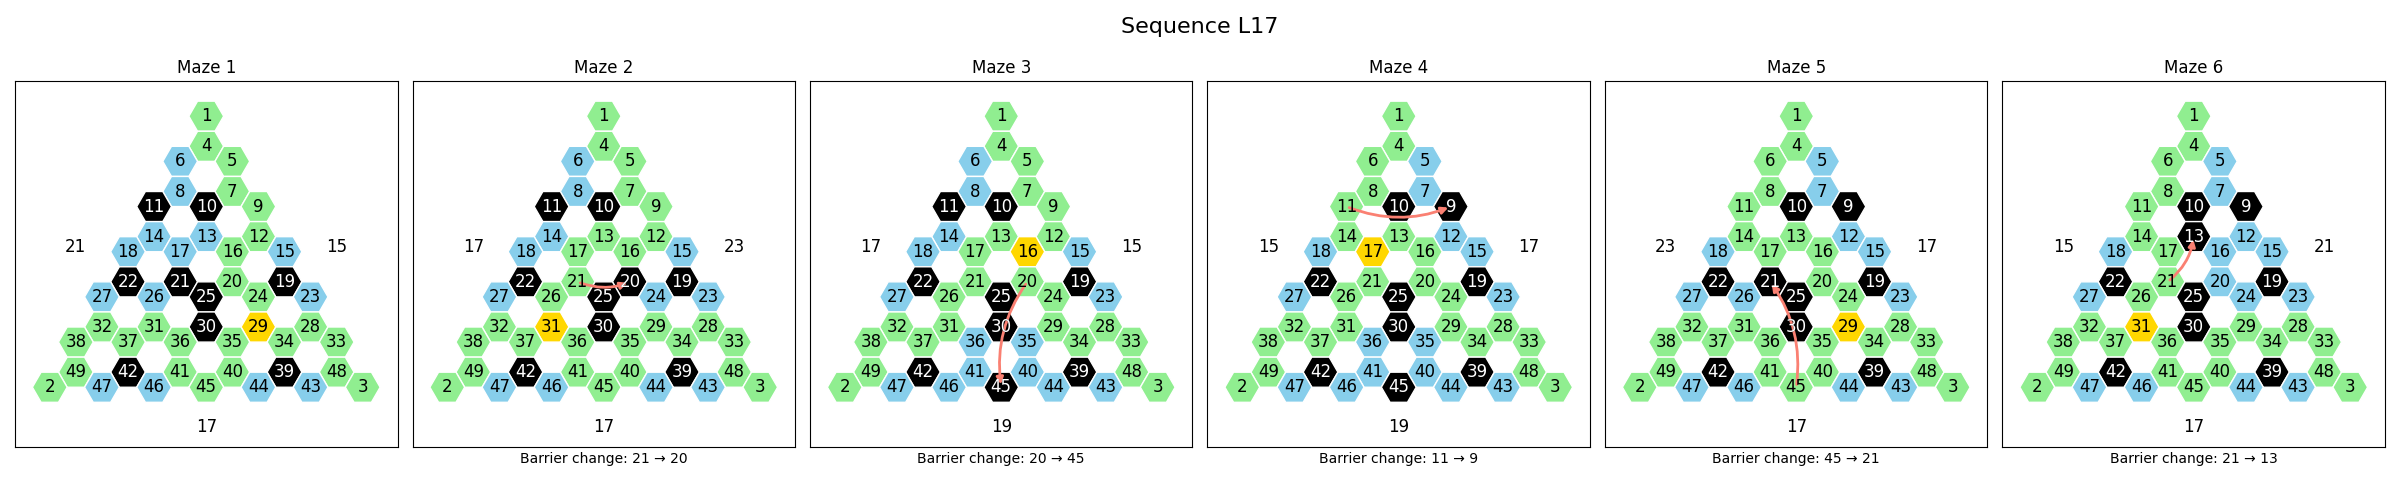 Sequence L17
Maze 1
Maze 2
Maze 3
Maze 4
Maze 5
Maze 6
1 4 6 5 8 7 11 10 9 14 13 12 18 17 16 15 22 21 20 19 27 26 25 24 23 32 31 30 29 28 38 37 36 35 34 33 49 42 41 40 39 48 2 47 46 45 44 43 3
21 15 17
1 4 6 5 8 7 11 10 9 14 13 12 18 17 16 15 22 21 20 19 27 26 25 24 23 32 31 30 29 28 38 37 36 35 34 33 49 42 41 40 39 48 2 47 46 45 44 43 3
17 23 17
Barrier change: 21 → 20
1 4 6 5 8 7 11 10 9 14 13 12 18 17 16 15 22 21 20 19 27 26 25 24 23 32 31 30 29 28 38 37 36 35 34 33 49 42 41 40 39 48 2 47 46 45 44 43 3
17 15 19
Barrier change: 20 → 45
1 4 6 5 8 7 11 10 9 14 13 12 18 17 16 15 22 21 20 19 27 26 25 24 23 32 31 30 29 28 38 37 36 35 34 33 49 42 41 40 39 48 2 47 46 45 44 43 3
15 17 19
Barrier change: 11 → 9
1 4 6 5 8 7 11 10 9 14 13 12 18 17 16 15 22 21 20 19 27 26 25 24 23 32 31 30 29 28 38 37 36 35 34 33 49 42 41 40 39 48 2 47 46 45 44 43 3
23 17 17
Barrier change: 45 → 21
1 4 6 5 8 7 11 10 9 14 13 12 18 17 16 15 22 21 20 19 27 26 25 24 23 32 31 30 29 28 38 37 36 35 34 33 49 42 41 40 39 48 2 47 46 45 44 43 3
15 21 17
Barrier change: 21 → 13